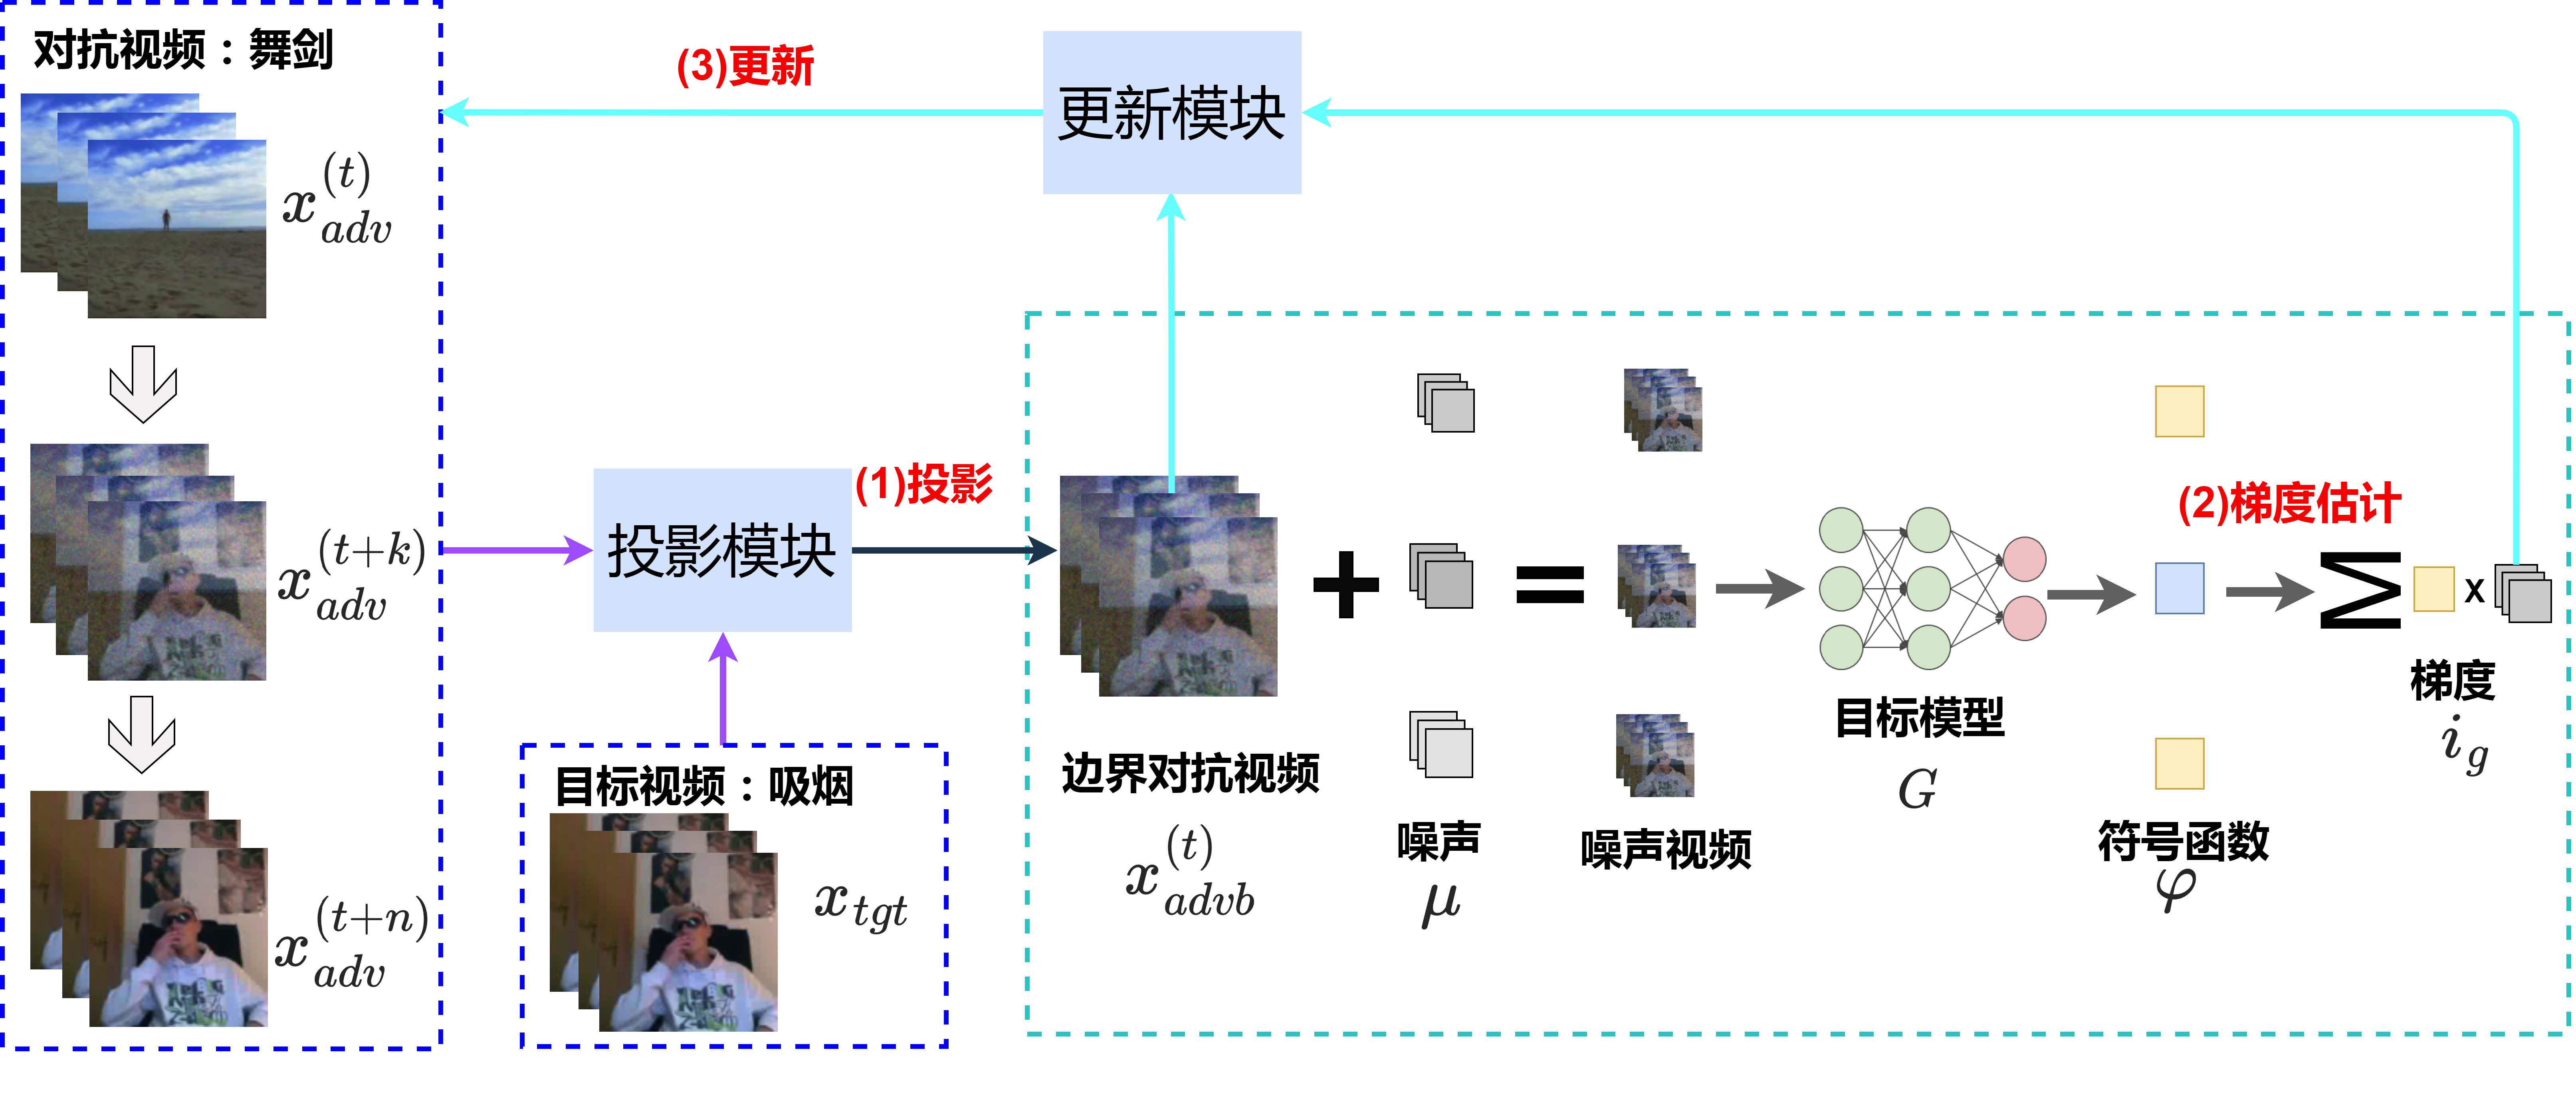 对抗视频：舞剑
x_{adv}^{(t)}
x_{adv}^{(t+k)}
x_{adv}^{(t+n)}
(3)更新
更新模块
投影模块
(1)投影
目标视频：吸烟
x_{tgt}
边界对抗视频
x_{advb}^{(t)}
+
噪声
μ
=
噪声视频
目标模型
G
(2)梯度估计
符号函数
φ
Σ
x
梯度
i_g